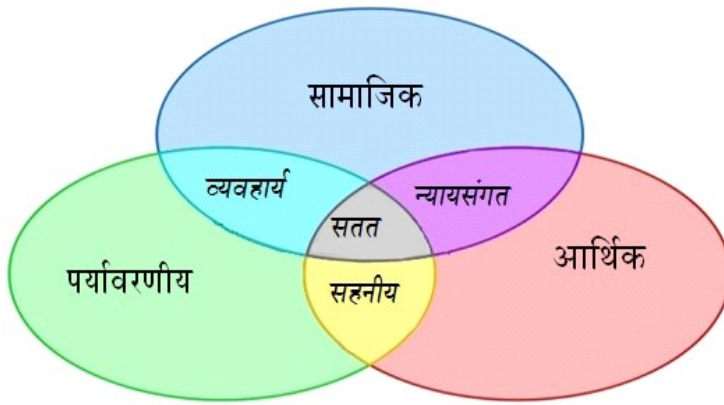 सामाजिक
व्यवहार्य
न्यायसंगत
सतत
पर्यावरणीय
सहनीय
आर्थिक